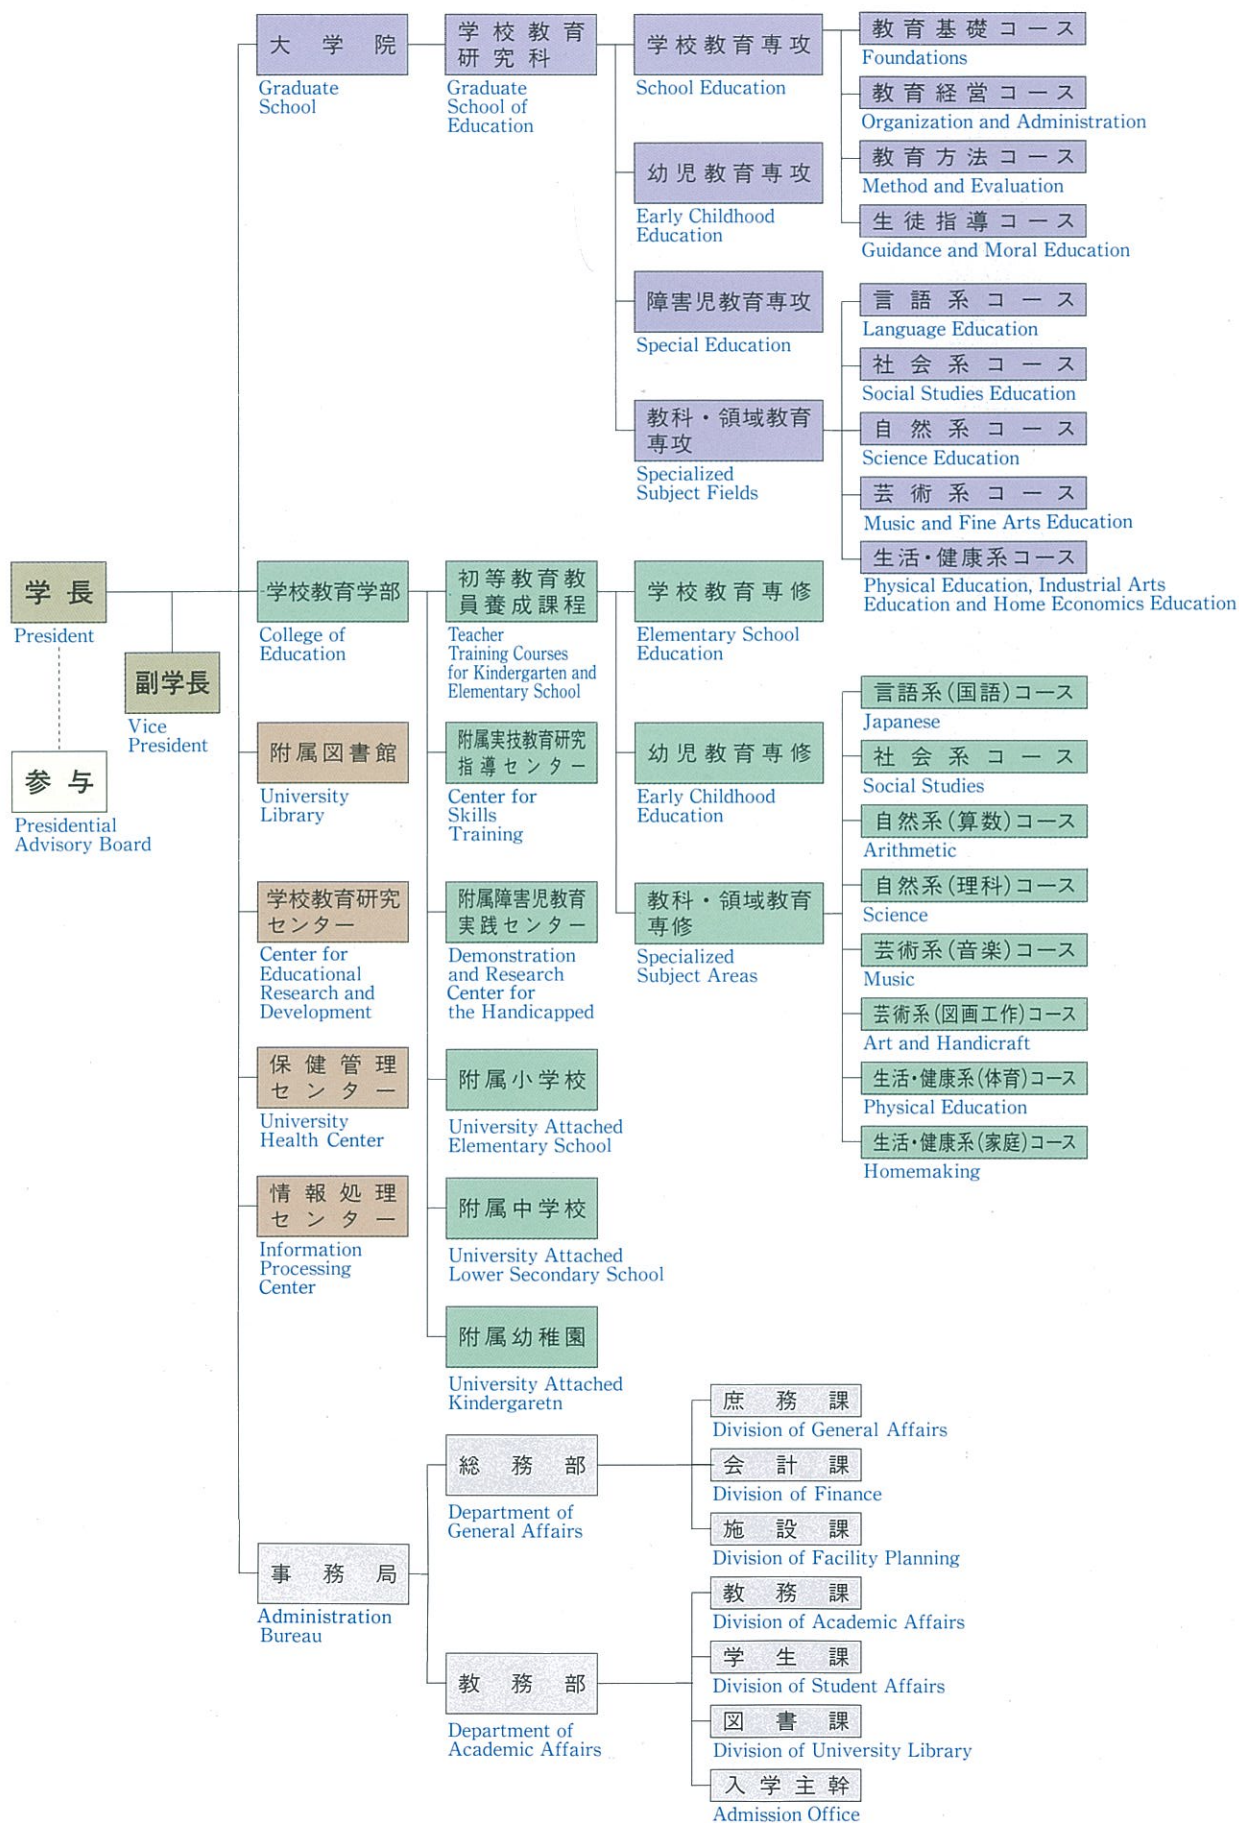 大学院
Graduate
School
学校教育
研究科
Graduate
School of
Education
学校教育専攻
School Education
教育基礎コース
Foundations
教育経営コース
Organization and Administration
教育方法コース
Method and Evaluation
生徒指導コース
Guidance and Moral Education
幼児教育専攻
Early Childhood
Education
障害児教育専攻
Special Education
教科・領域教育
専攻
Specialized
Subject Fields
言語系コース
Language Education
社会系コース
Social Studies Education
自然系コース
Science Education
芸術系コース
Music and Fine Arts Education
生活・健康系コース
Physical Education, Industrial Arts
Education and Home Economics Education
学長
President
副学長
Vice
President
参与
Presidential
Advisory Board
学校教育学部
College of
Education
初等教育教
員養成課程
Teacher
Training Courses
for Kindergarten and
Elementary School
学校教育専修
Elementary School
Education
幼児教育専修
Early Childhood
Education
教科・領域教育
専修
Specialized
Subject Areas
言語系(国語)コース
Japanese
社会系コース
Social Studies
自然系(算数)コース
Arithmetic
自然系(理科)コース
Science
芸術系(音楽)コース
Music
芸術系(図画工作)コース
Art and Handicraft
生活・健康系(体育)コース
Physical Education
生活・健康系(家庭)コース
Homemaking
附属実技教育研究
指導センター
Center for
Skills
Training
附属障害児教育
実践センター
Demonstration
and Research
Center for
the Handicapped
附属小学校
University Attached
Elementary School
附属中学校
University Attached
Lower Secondary School
附属幼稚園
University Attached
Kindergaretn
附属図書館
University
Library
学校教育研究
センター
Center for
Educational
Research and
Development
保健管理
センター
University
Health Center
情報処理
センター
Information
Processing
Center
事務局
Administration
Bureau
総務部
Department of
General Affairs
庶務課
Division of General Affairs
会計課
Division of Finance
施設課
Division of Facility Planning
教務部
Department of
Academic Affairs
教務課
Division of Academic Affairs
学生課
Division of Student Affairs
図書課
Division of University Library
入学主幹
Admission Office